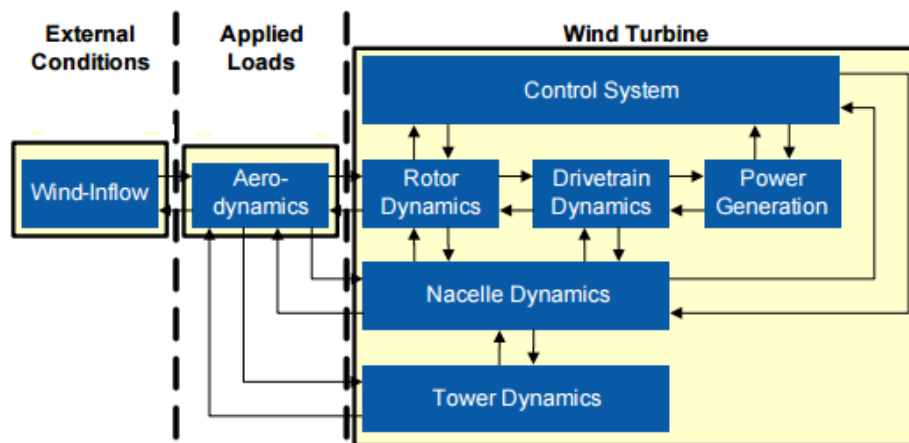 External
Conditions
Applied
Loads
Wind Turbine
Control System
Wind-Inflow
Aero-
dynamics
Rotor
Dynamics
Drivetrain
Dynamics
Power
Generation
Nacelle Dynamics
Tower Dynamics